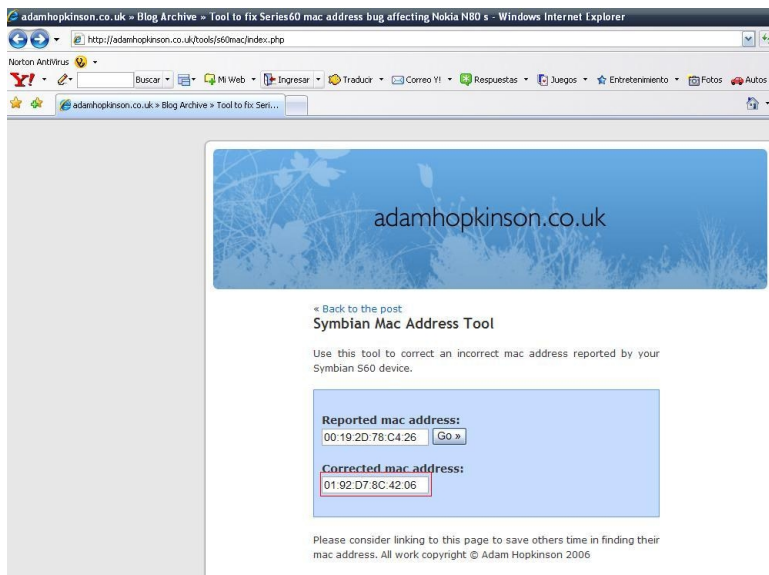 adamhopkinson.co.uk » Blog Archive » Tool to fix Series60 mac address bug affecting Nokia N80 s - Windows Internet Explorer
http://adamhopkinson.co.uk/tools/s60mac/index.php
Norton AntiVirus
Y! Buscar Mi Web Ingresar Traducir Correo Y! Respuestas Juegos Entretenimiento Fotos Autos
adamhopkinson.co.uk » Blog Archive » Tool to fix Seri...
adamhopkinson.co.uk
« Back to the post
Symbian Mac Address Tool
Use this tool to correct an incorrect mac address reported by your
Symbian S60 device.
Reported mac address:
00:19:2D:78:C4:26 Go »
Corrected mac address:
01:92:D7:8C:42:06
Please consider linking to this page to save others time in finding their
mac address. All work copyright © Adam Hopkinson 2006